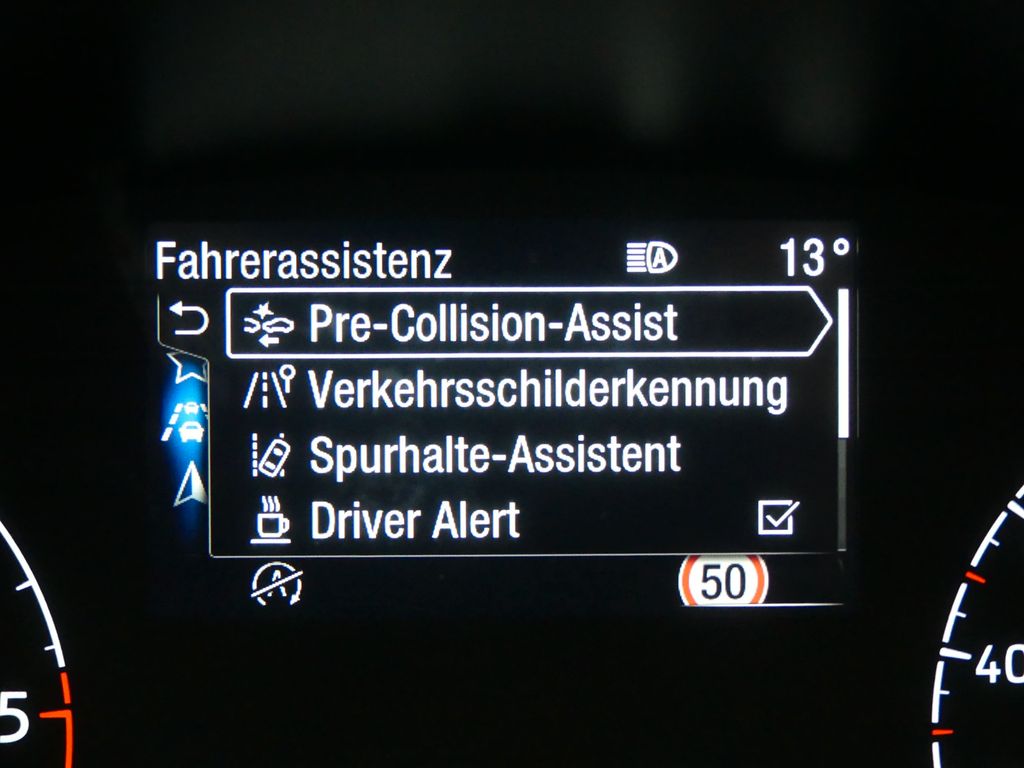 Fahrerassistenz A 13°
Pre-Collision-Assist
Verkehrsschilderkennung
Spurhalte-Assistent
Driver Alert
A 50
5
40